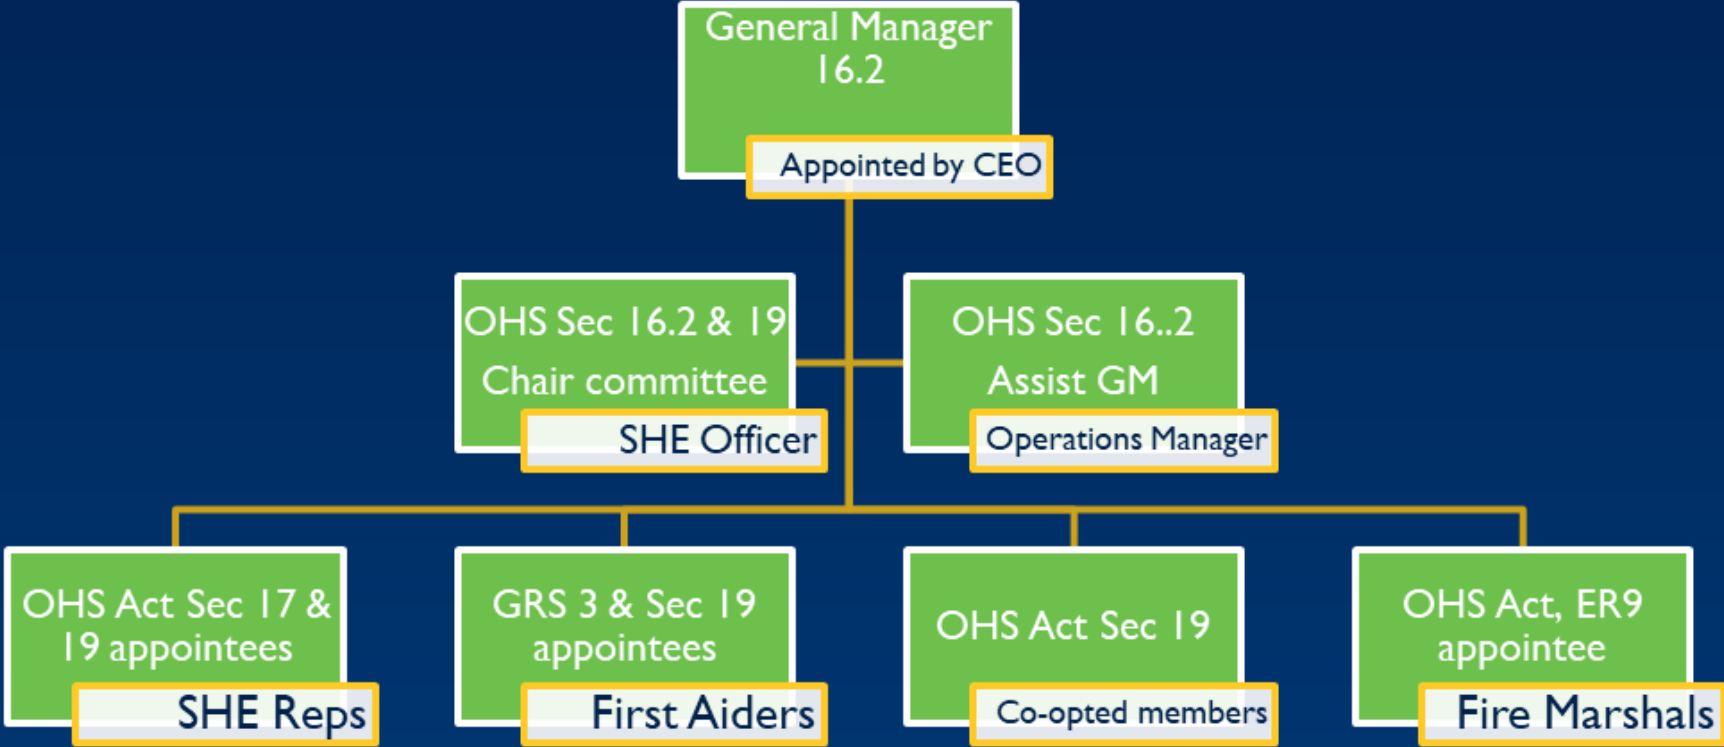 General Manager
16.2
Appointed by CEO
OHS Sec 16.2 & 19
Chair committee
SHE Officer
OHS Sec 16..2
Assist GM
Operations Manager
OHS Act Sec 17 &
19 appointees
SHE Reps
GRS 3 & Sec 19
appointees
First Aiders
OHS Act Sec 19
Co-opted members
OHS Act, ER9
appointee
Fire Marshals